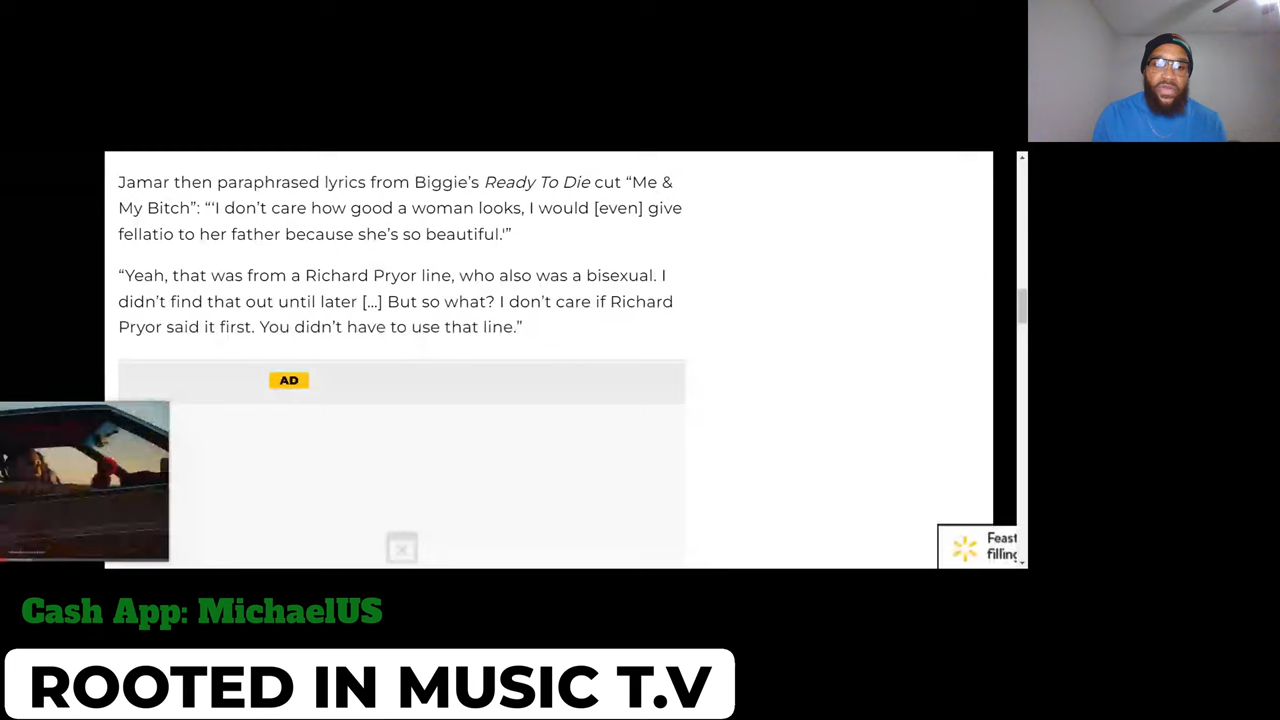 Jamar then paraphrased lyrics from Biggie’s Ready To Die cut “Me &
My Bitch”: “‘I don’t care how good a woman looks, I would [even] give
fellatio to her father because she’s so beautiful.'”
“Yeah, that was from a Richard Pryor line, who also was a bisexual. I
didn’t find that out until later […] But so what? I don’t care if Richard
Pryor said it first. You didn’t have to use that line.”
AD
Feast
filling
Cash App: MichaelUS
ROOTED IN MUSIC T.V